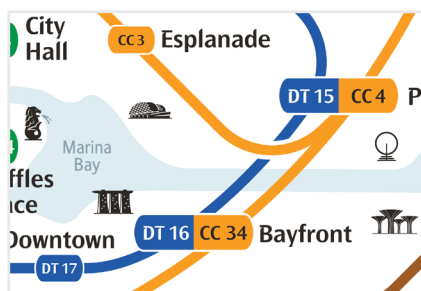 City
Hall
CC 3 Esplanade
DT 15 CC 4 P
Marina
Bay
ffles
ace
Downtown
DT 16 CC 34 Bayfront
DT 17